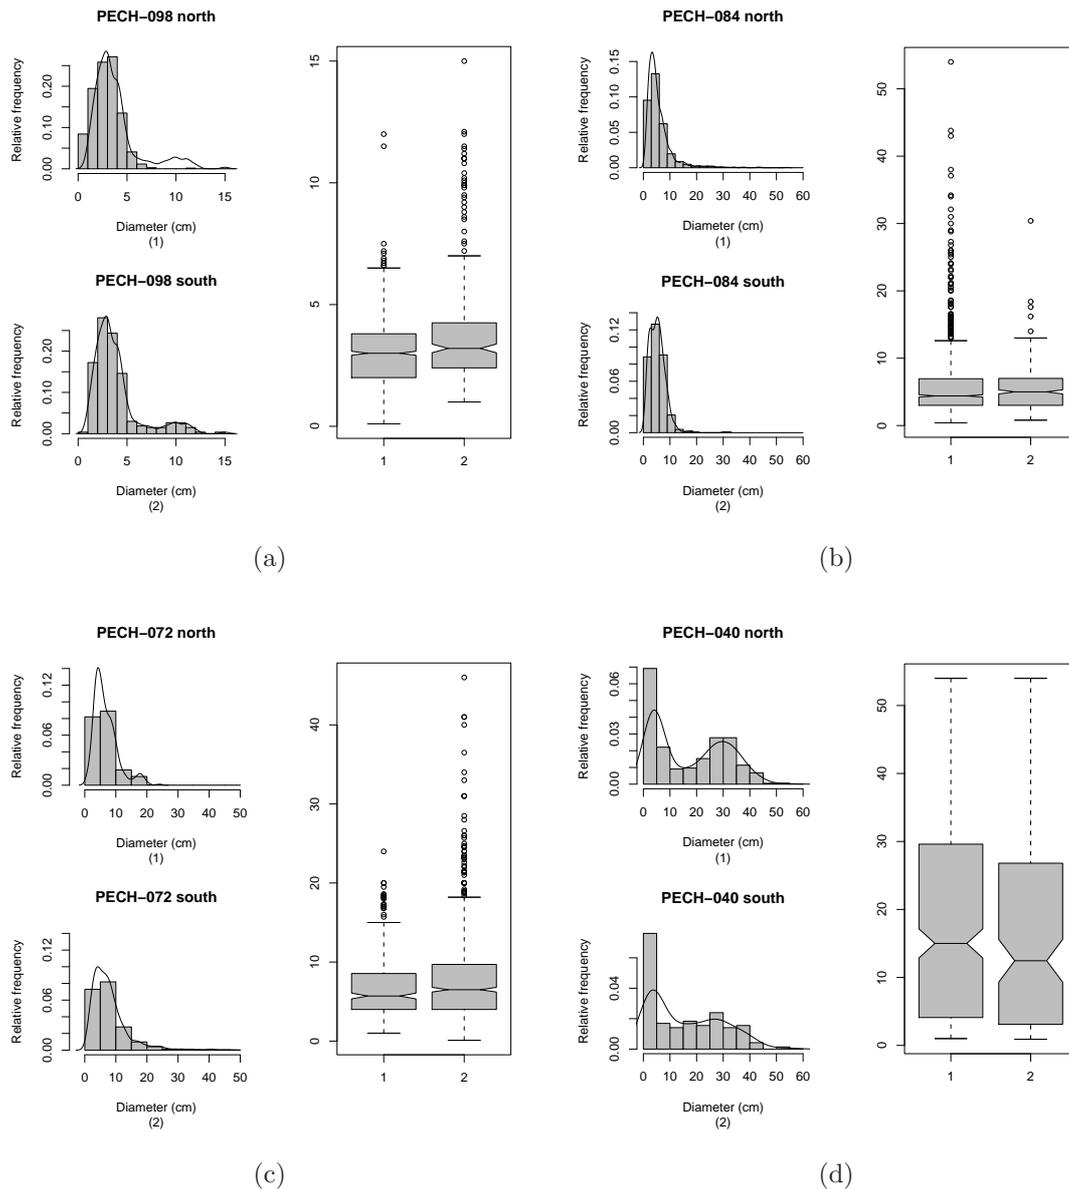 PECH−098 north
Relative frequency
0.00 0.10 0.20
0 5 10 15
Diameter (cm)
(1)
PECH−098 south
Relative frequency
0.00 0.10 0.20
0 5 10 15
Diameter (cm)
(2)
0 5 10 15
1 2
(a)
PECH−084 north
Relative frequency
0.00 0.05 0.10 0.15
0 10 20 30 40 50 60
Diameter (cm)
(1)
PECH−084 south
Relative frequency
0.00 0.06 0.12
0 10 20 30 40 50 60
Diameter (cm)
(2)
0 10 20 30 40 50
1 2
(b)
PECH−072 north
Relative frequency
0.00 0.06 0.12
0 10 20 30 40 50
Diameter (cm)
(1)
PECH−072 south
Relative frequency
0.00 0.06 0.12
0 10 20 30 40 50
Diameter (cm)
(2)
0 10 20 30 40
1 2
(c)
PECH−040 north
Relative frequency
0.00 0.03 0.06
0 10 20 30 40 50 60
Diameter (cm)
(1)
PECH−040 south
Relative frequency
0.00 0.04
0 10 20 30 40 50 60
Diameter (cm)
(2)
0 10 20 30 40 50
1 2
(d)